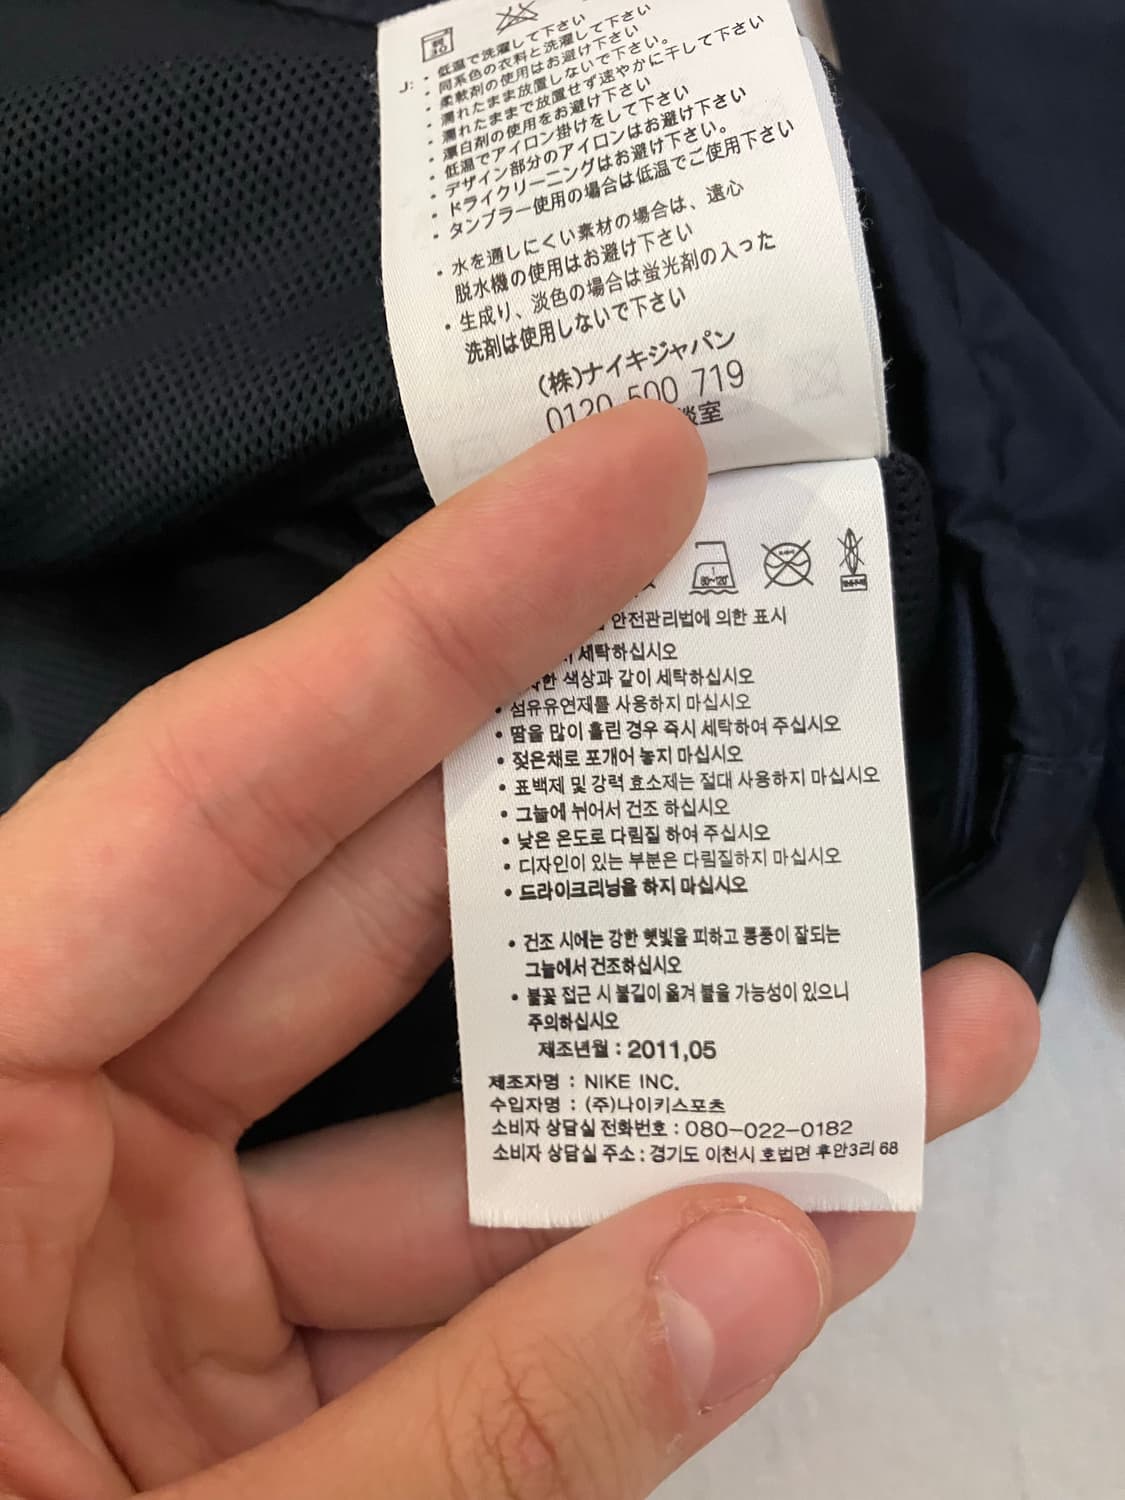 J: ・低温で洗濯して下さい
・同系色の衣料と洗濯して下さい
・柔軟剤の使用はお避け下さい
・濡れたまま放置しないで下さい。
・濡れたままで放置せず速やかに干して下さい
・漂白剤の使用をお避け下さい
・低温でアイロン掛けをして下さい
・デザイン部分のアイロンはお避け下さい
・ドライクリーニングはお避け下さい。
・タンブラー使用の場合は低温でご使用下さい
・水を通しにくい素材の場合は、遠心
脱水機の使用はお避け下さい
・生成り、淡色の場合は蛍光剤の入った
洗剤は使用しないで下さい
(株)ナイキジャパン
0120 500 719
談室
80~120
안전관리법에 의한 표시
세탁하십시오
색상과 같이 세탁하십시오
• 섬유유연제를 사용하지 마십시오
• 땀을 많이 흘린 경우 즉시 세탁하여 주십시오
• 젖은채로 포개어 놓지 마십시오
• 표백제 및 강력 효소제는 절대 사용하지 마십시오
• 그늘에 뉘어서 건조 하십시오
• 낮은 온도로 다림질 하여 주십시오
• 디자인이 있는 부분은 다림질하지 마십시오
• 드라이크리닝을 하지 마십시오
• 건조 시에는 강한 햇빛을 피하고 통풍이 잘되는
그늘에서 건조하십시오
• 불꽃 접근 시 불길이 옮겨 붙을 가능성이 있으니
주의하십시오
제조년월 : 2011,05
제조자명 : NIKE INC.
수입자명 : (주)나이키스포츠
소비자 상담실 전화번호 : 080-022-0182
소비자 상담실 주소 : 경기도 이천시 호법면 후안3리 68